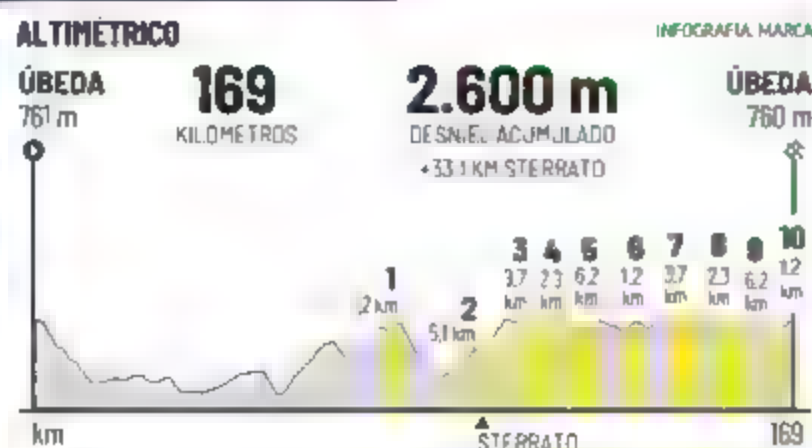 ALTIMÉTRICO
INFOGRAFIA MARCA
ÚBEDA
761 m
169
KILOMETROS
2.600 m
DESNIVEL ACUMULADO
+33.1 KM STERRATO
ÚBEDA
760 m
1
2
5,1 km
3
3,7
km
4
2,3
km
5
6,2
km
6
1,2
km
7
3,7
km
8
2,3
km
9
6,2
km
10
1,2
km
km
STERRATO
169